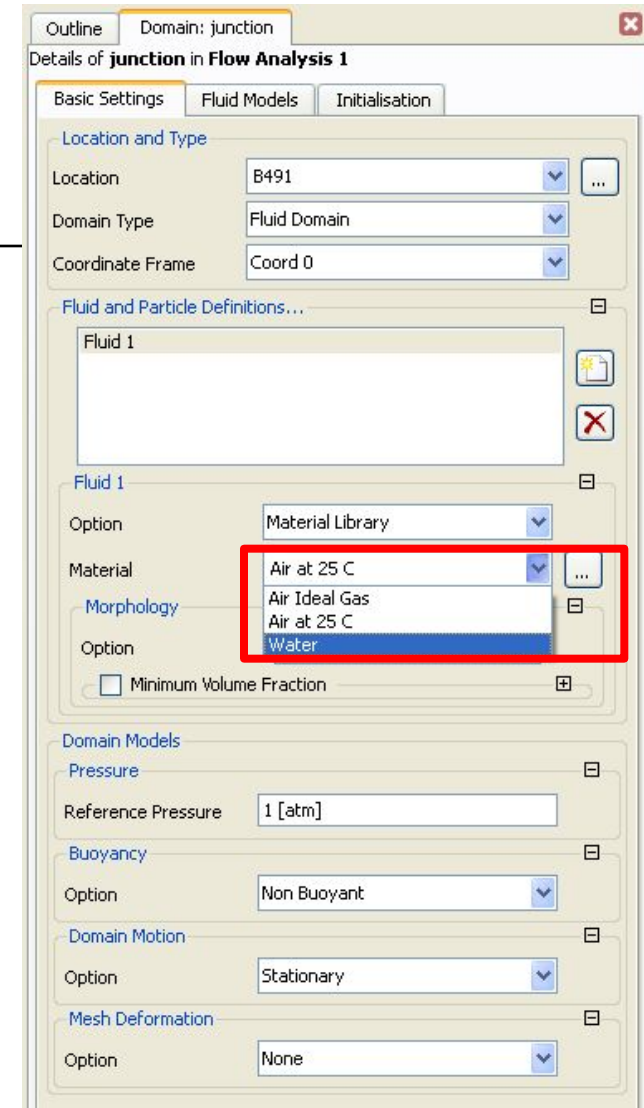 Outline Domain: junction
Details of junction in Flow Analysis 1
Basic Settings Fluid Models Initialisation
Location and Type
Location B491 ...
Domain Type Fluid Domain
Coordinate Frame Coord 0
Fluid and Particle Definitions...
Fluid 1
Fluid 1
Option Material Library
Material Air at 25 C ...
Air Ideal Gas
Morphology
Air at 25 C
Option Water
Minimum Volume Fraction
Domain Models
Pressure
Reference Pressure 1 [atm]
Buoyancy
Option Non Buoyant
Domain Motion
Option Stationary
Mesh Deformation
Option None